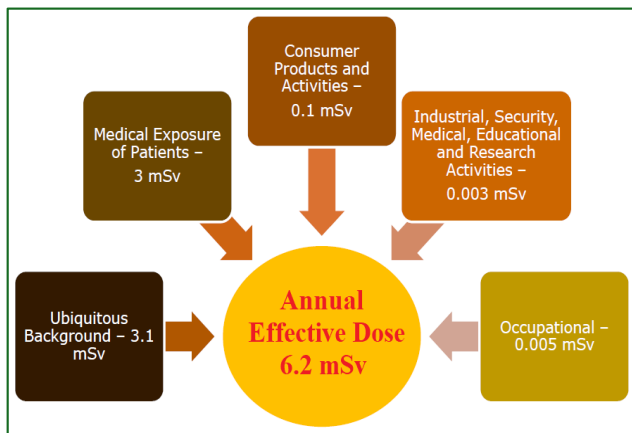 Consumer
Products and
Activities –
0.1 mSv
Medical Exposure
of Patients –
3 mSv
Industrial, Security,
Medical, Educational
and Research
Activities –
0.003 mSv
Ubiquitous
Background – 3.1
mSv
Annual
Effective Dose
6.2 mSv
Occupational –
0.005 mSv